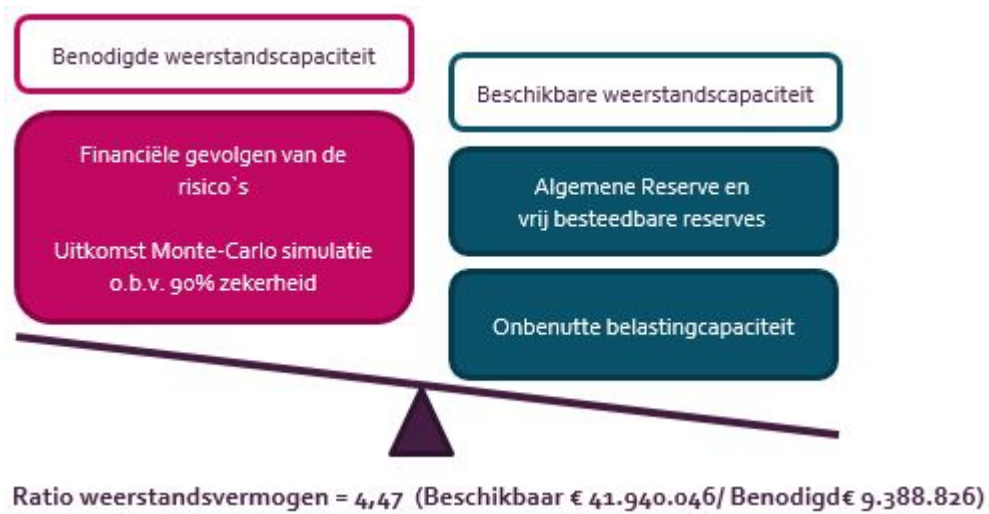 Benodigde weerstandscapaciteit
Financiële gevolgen van de
risico`s
Uitkomst Monte-Carlo simulatie
o.b.v. 90% zekerheid
Beschikbare weerstandscapaciteit
Algemene Reserve en
vrij besteedbare reserves
Onbenutte belastingcapaciteit
Ratio weerstandsvermogen = 4,47 (Beschikbaar € 41.940.046/ Benodigd€ 9.388.826)